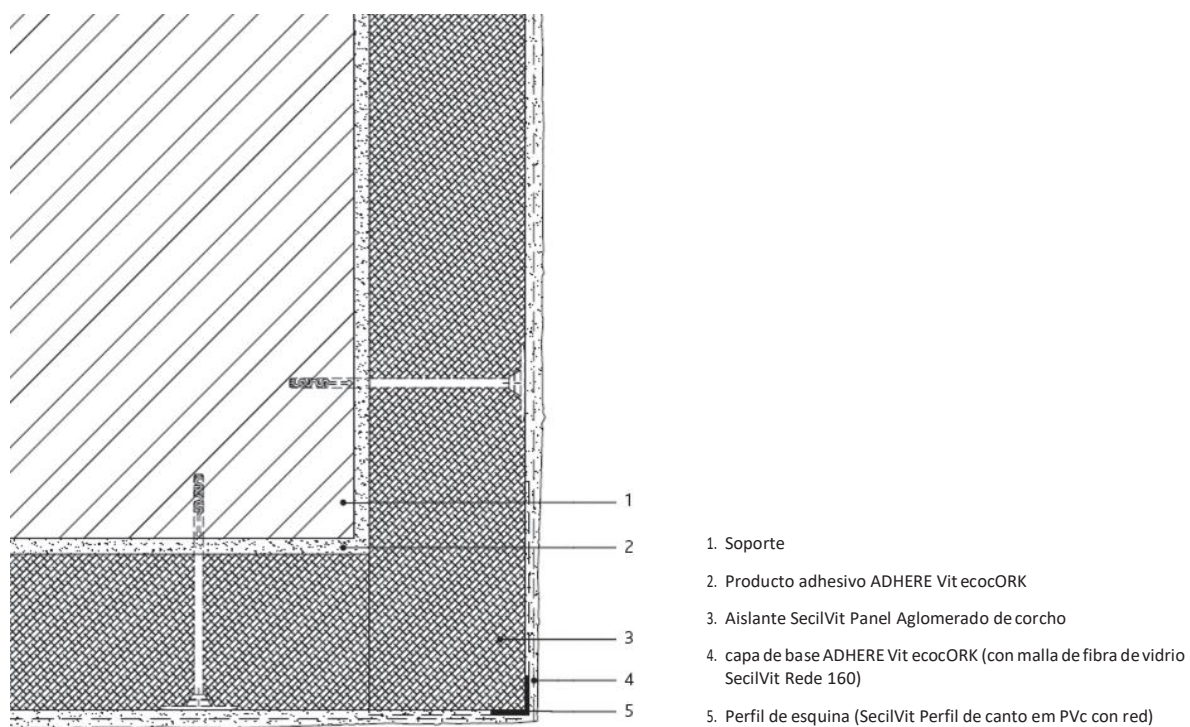 1
2
3
4
5
1. Soporte
2. Producto adhesivo ADHERE Vit ecocORK
3. Aislante SecilVit Panel Aglomerado de corcho
4. capa de base ADHERE Vit ecocORK (con malla de fibra de vidrio
SecilVit Rede 160)
5. Perfil de esquina (SecilVit Perfil de canto em PVc con red)